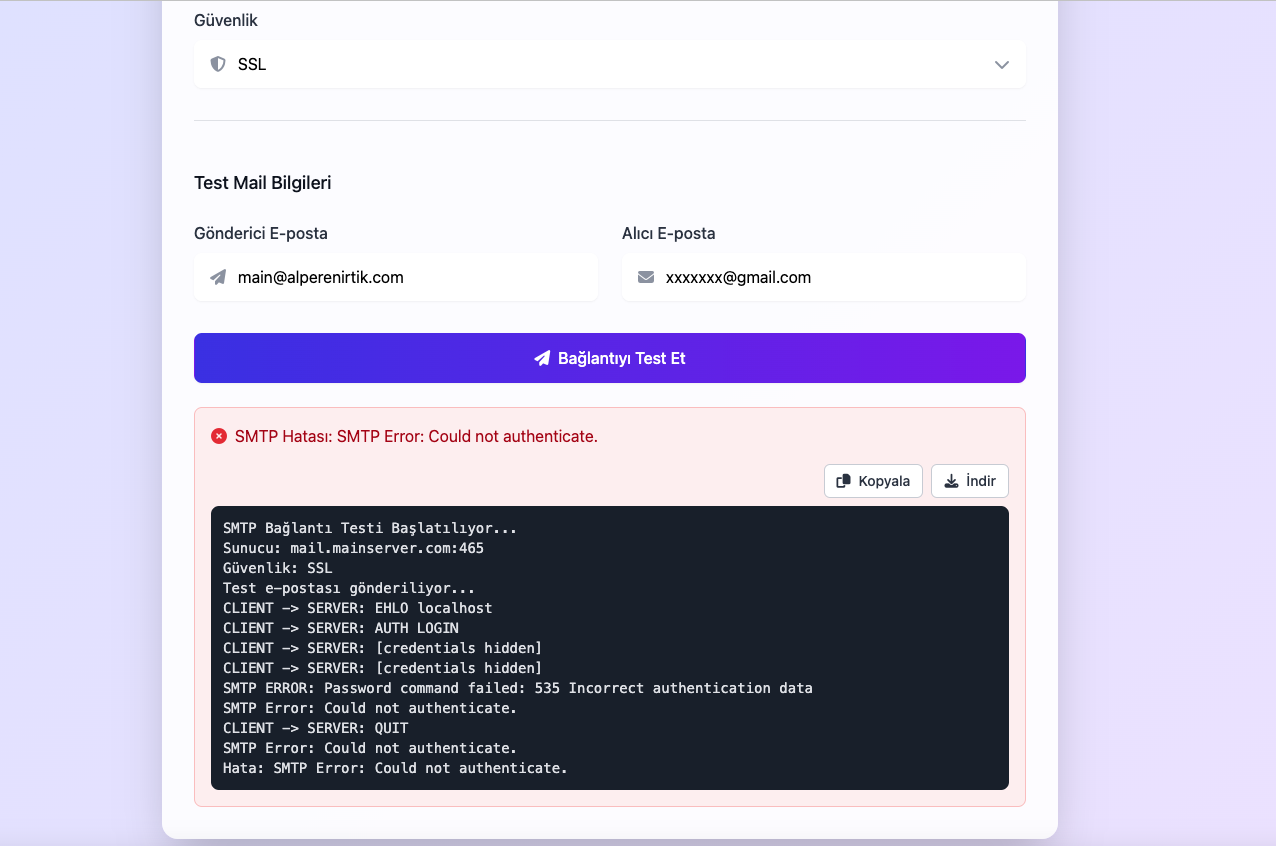 Güvenlik
SSL
Test Mail Bilgileri
Gönderici E-posta
Alıcı E-posta
main@alperenirtik.com
xxxxxxx@gmail.com
Bağlantıyı Test Et
SMTP Hatası: SMTP Error: Could not authenticate.
Kopyala
İndir
SMTP Bağlantı Testi Başlatılıyor...
Sunucu: mail.mainserver.com:465
Güvenlik: SSL
Test e-postası gönderiliyor...
CLIENT -> SERVER: EHLO localhost
CLIENT -> SERVER: AUTH LOGIN
CLIENT -> SERVER: [credentials hidden]
CLIENT -> SERVER: [credentials hidden]
SMTP ERROR: Password command failed: 535 Incorrect authentication data
SMTP Error: Could not authenticate.
CLIENT -> SERVER: QUIT
SMTP Error: Could not authenticate.
Hata: SMTP Error: Could not authenticate.